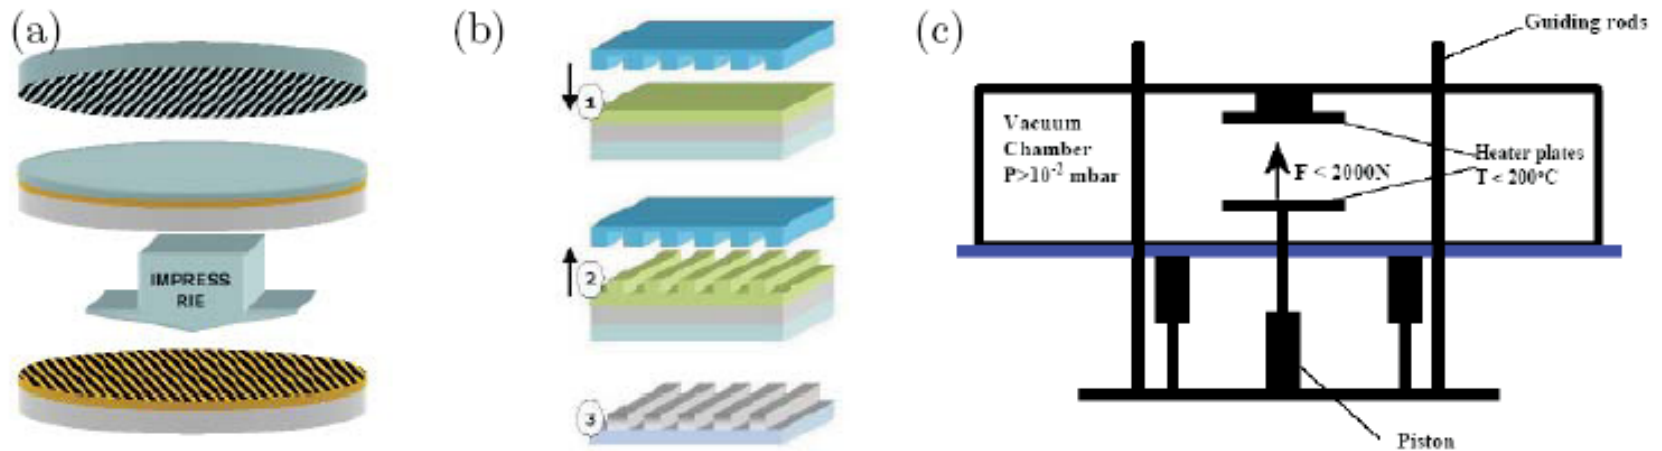 (a)
IMPRESS
RIE
(b)
1
2
3
(c)
Guiding rods
Vacuum
Chamber
P>10⁻² mbar
F < 2000N
Heater plates
T < 200°C
Piston